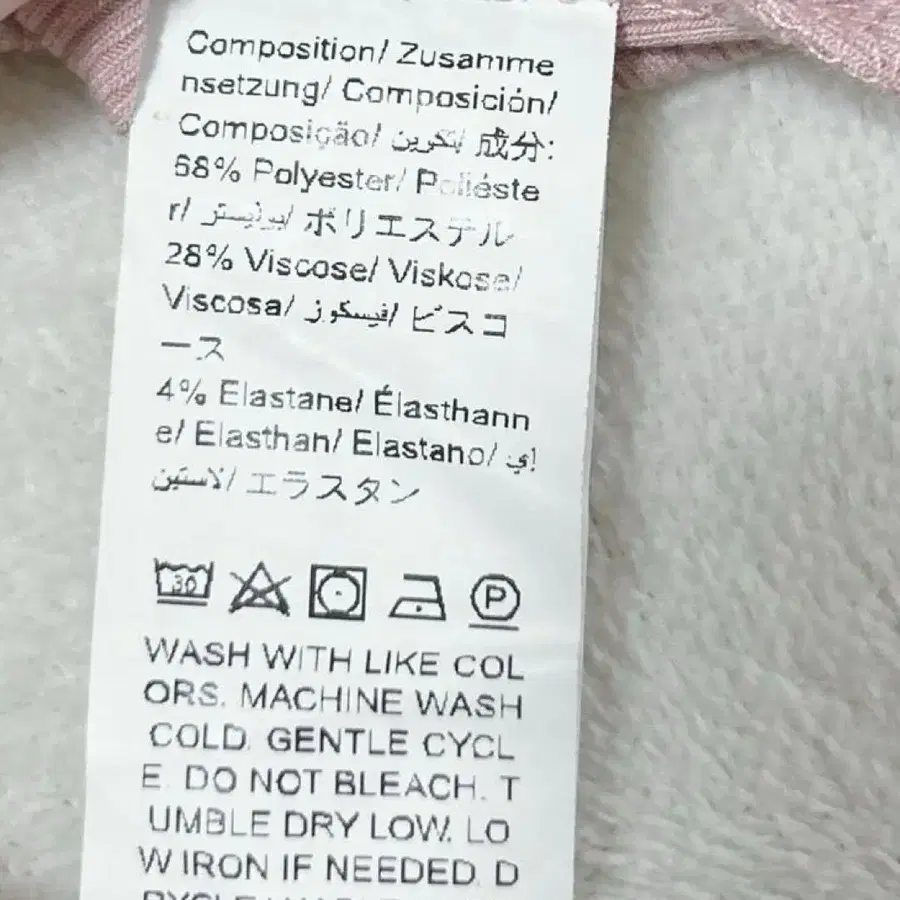 Composition/ Zusamme
nsetzung/ Composición/
Composição/ تكوين/ 成分:
68% Polyester/ Poliéste
r/ بوليستر/ ポリエステル
28% Viscose/ Viskose/
Viscosa/ فيسكوز/ ビスコ
ース
4% Elastane/ Élasthann
e/ Elasthan/ Elastano/ إي
لاستين/ エラスタン
30
P
WASH WITH LIKE COL
ORS. MACHINE WASH
COLD. GENTLE CYCL
E. DO NOT BLEACH. T
UMBLE DRY LOW. LO
W IRON IF NEEDED. D